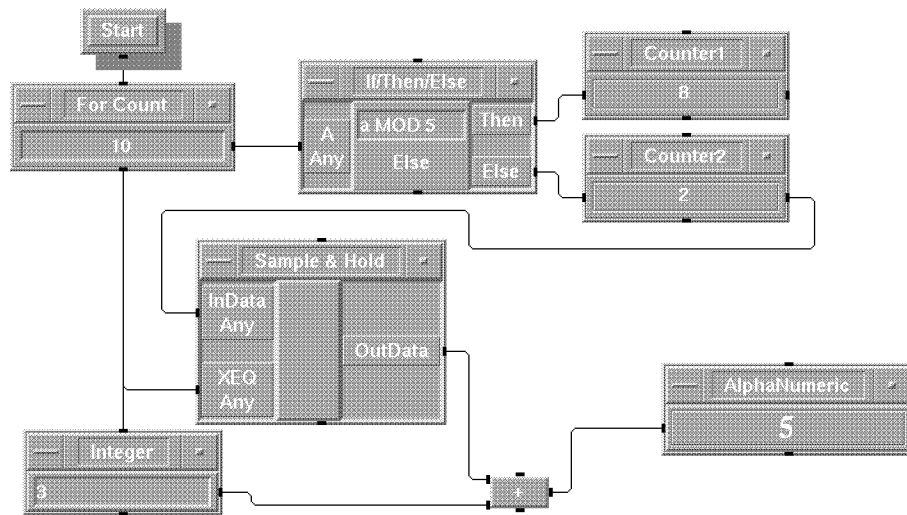 Start
For Count
10
If/Then/Else
A
Any
a MOD 5
Else
Then
Else
Counter1
8
Counter2
2
Sample & Hold
InData
Any
XEQ
Any
OutData
Integer
3
+
AlphaNumeric
5